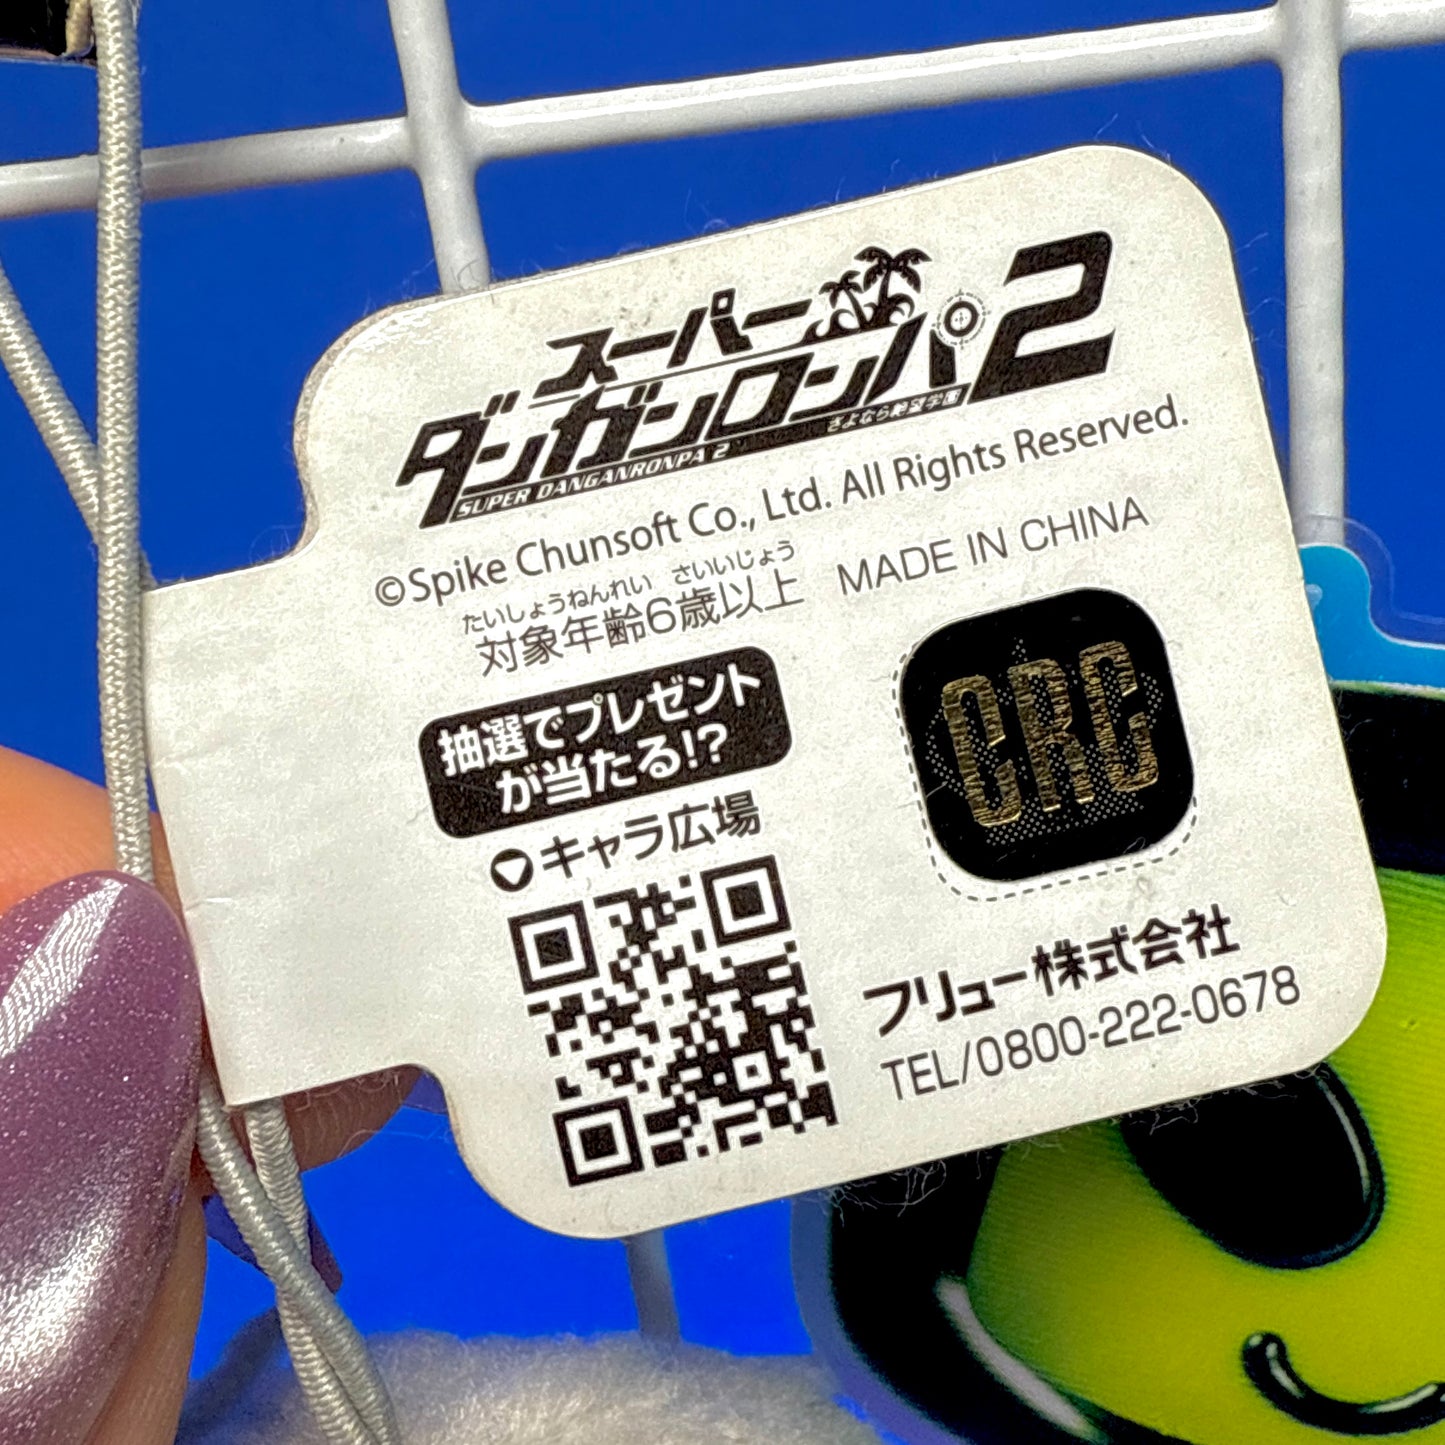 スーパー
ダンガンロンパ2
SUPER DANGANRONPA 2 さよなら絶望学園
©Spike Chunsoft Co., Ltd. All Rights Reserved.
たいしょうねんれい さいいじょう
対象年齢6歳以上 MADE IN CHINA
抽選でプレゼント
が当たる!?
キャラ広場
CRC
フリュー株式会社
TEL/0800-222-0678